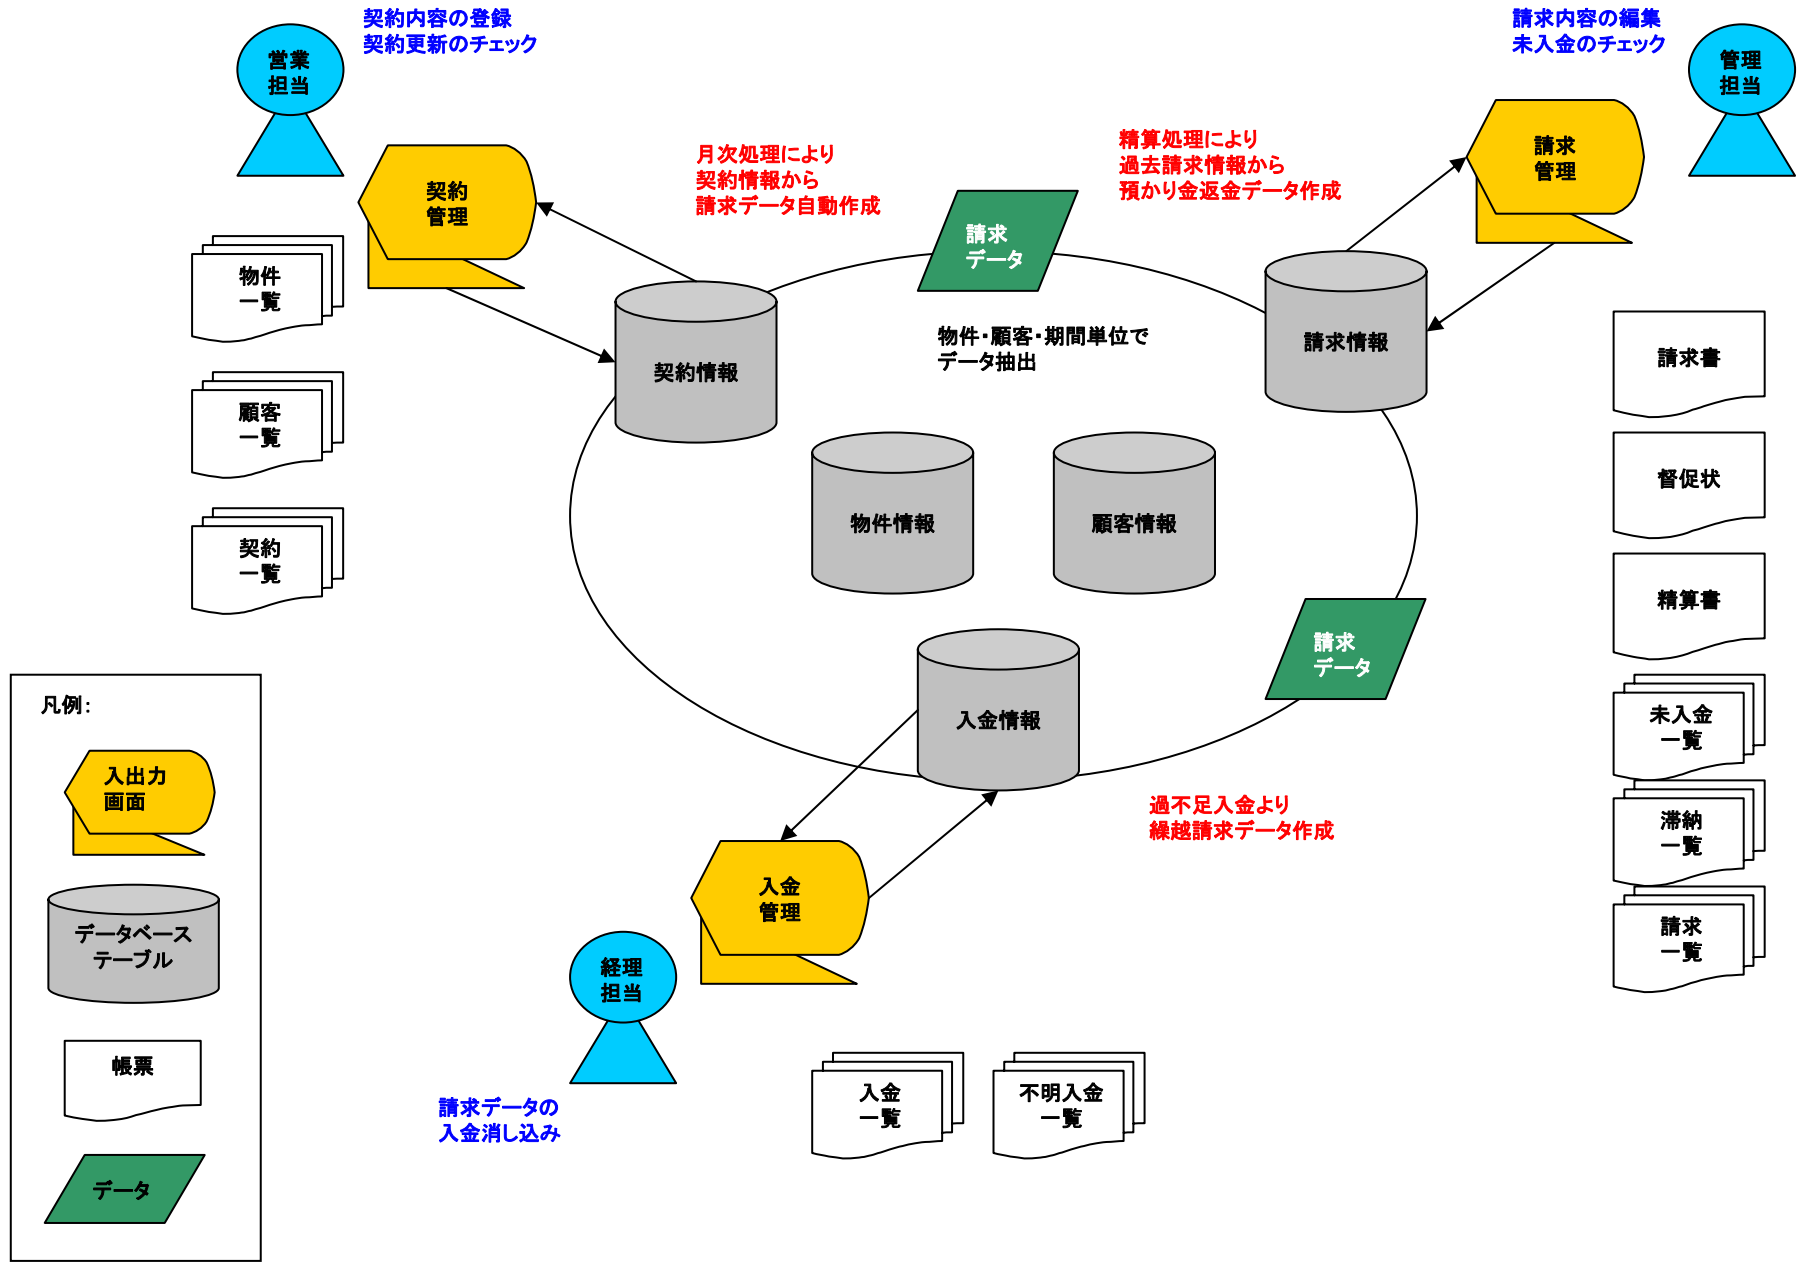 契約内容の登録
契約更新のチェック
営業
担当
請求内容の編集
未入金のチェック
管理
担当
契約
管理
月次処理により
契約情報から
請求データ自動作成
精算処理により
過去請求情報から
預かり金返金データ作成
請求
管理
請求
データ
物件
一覧
顧客
一覧
契約
一覧
契約情報
物件・顧客・期間単位で
データ抽出
請求情報
物件情報
顧客情報
入金情報
請求
データ
請求書
督促状
精算書
未入金
一覧
滞納
一覧
請求
一覧
過不足入金より
繰越請求データ作成
入金
管理
経理
担当
請求データの
入金消し込み
入金
一覧
不明入金
一覧
凡例：
入出力
画面
データベース
テーブル
帳票
データ